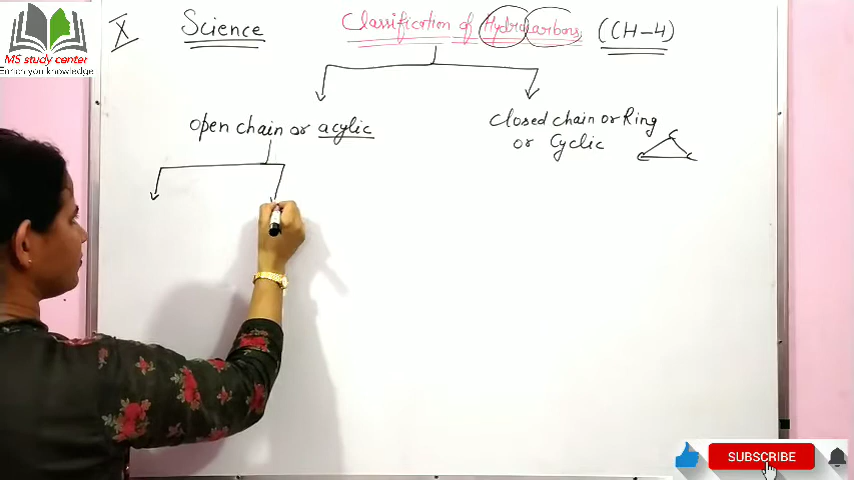 X
Science
Classification of Hydrocarbons (CH-4)
open chain or acylic
closed chain or Ring
or Cyclic
C
C C
MS study center
Enrich you knowledge
SUBSCRIBE